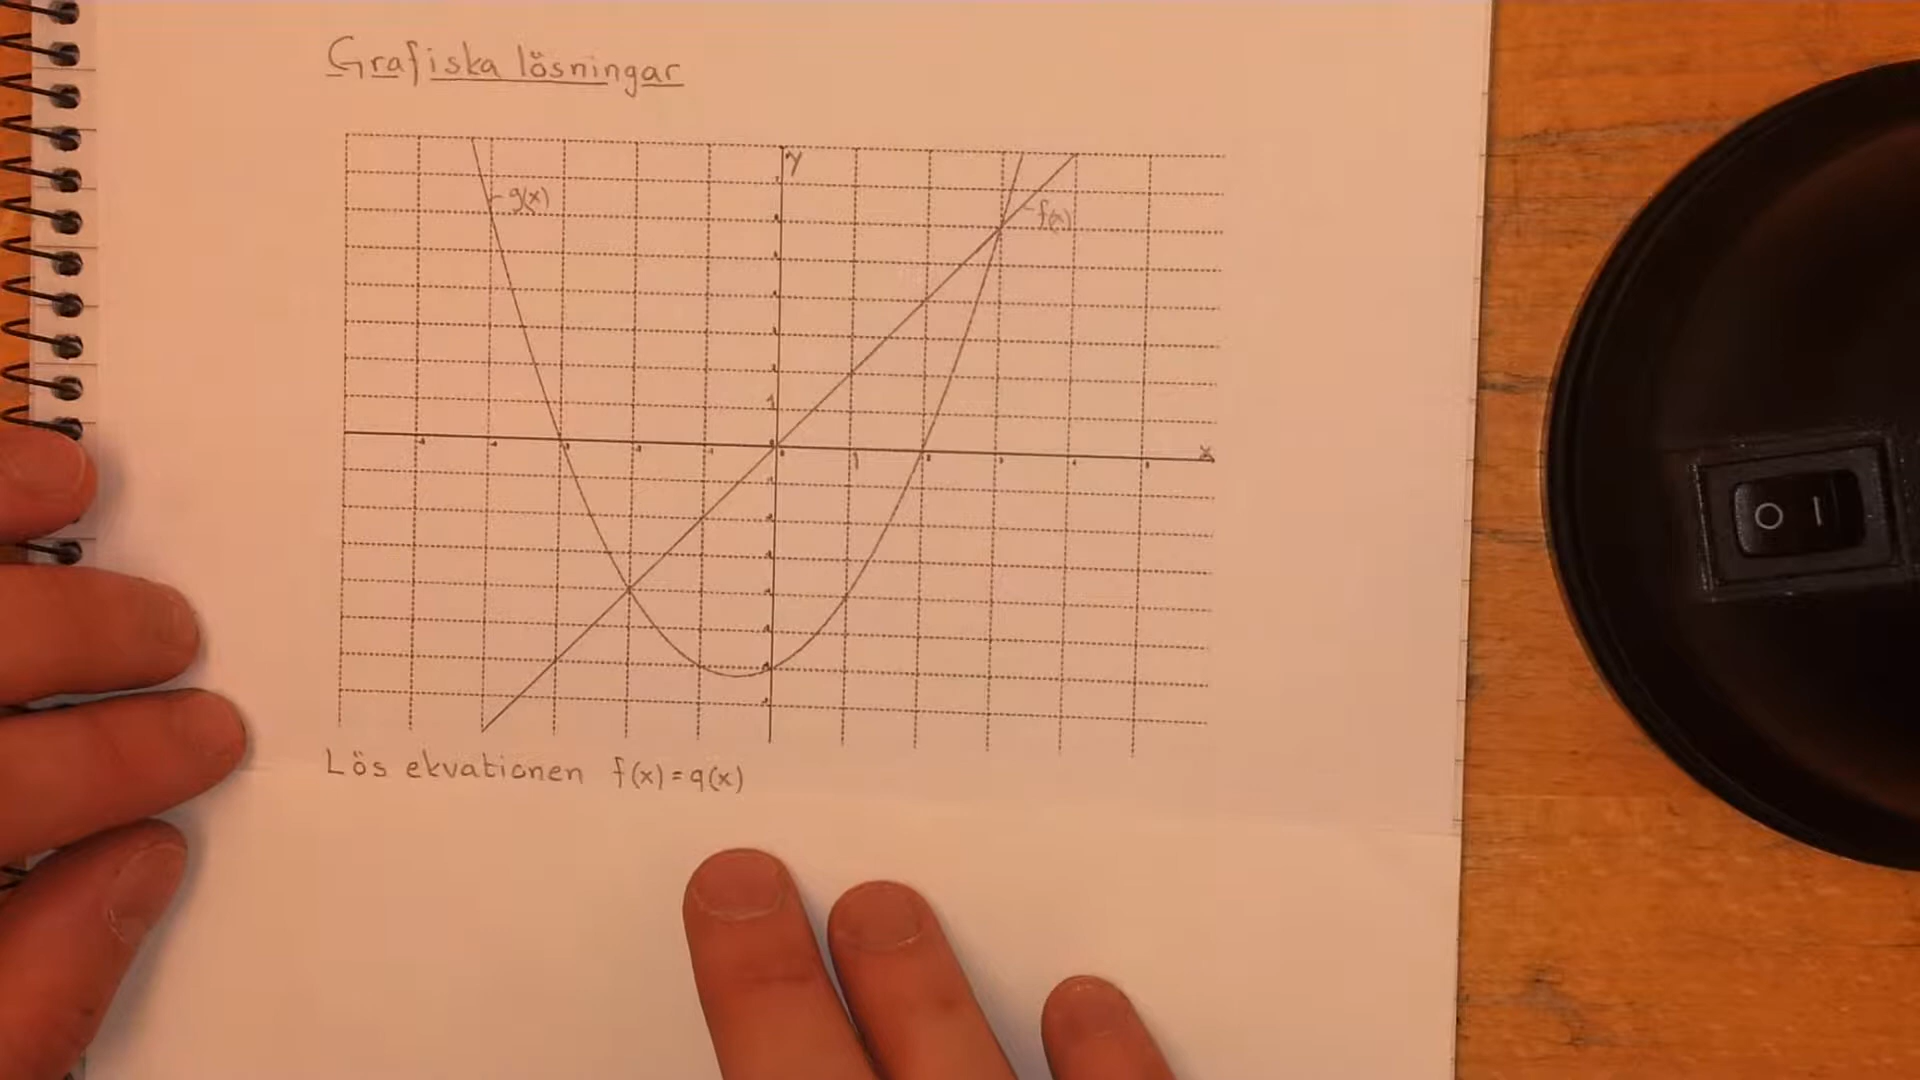 Grafiska lösningar
y
g(x)
f(x)
1
x
1
Lös ekvationen f(x) = g(x)
O I